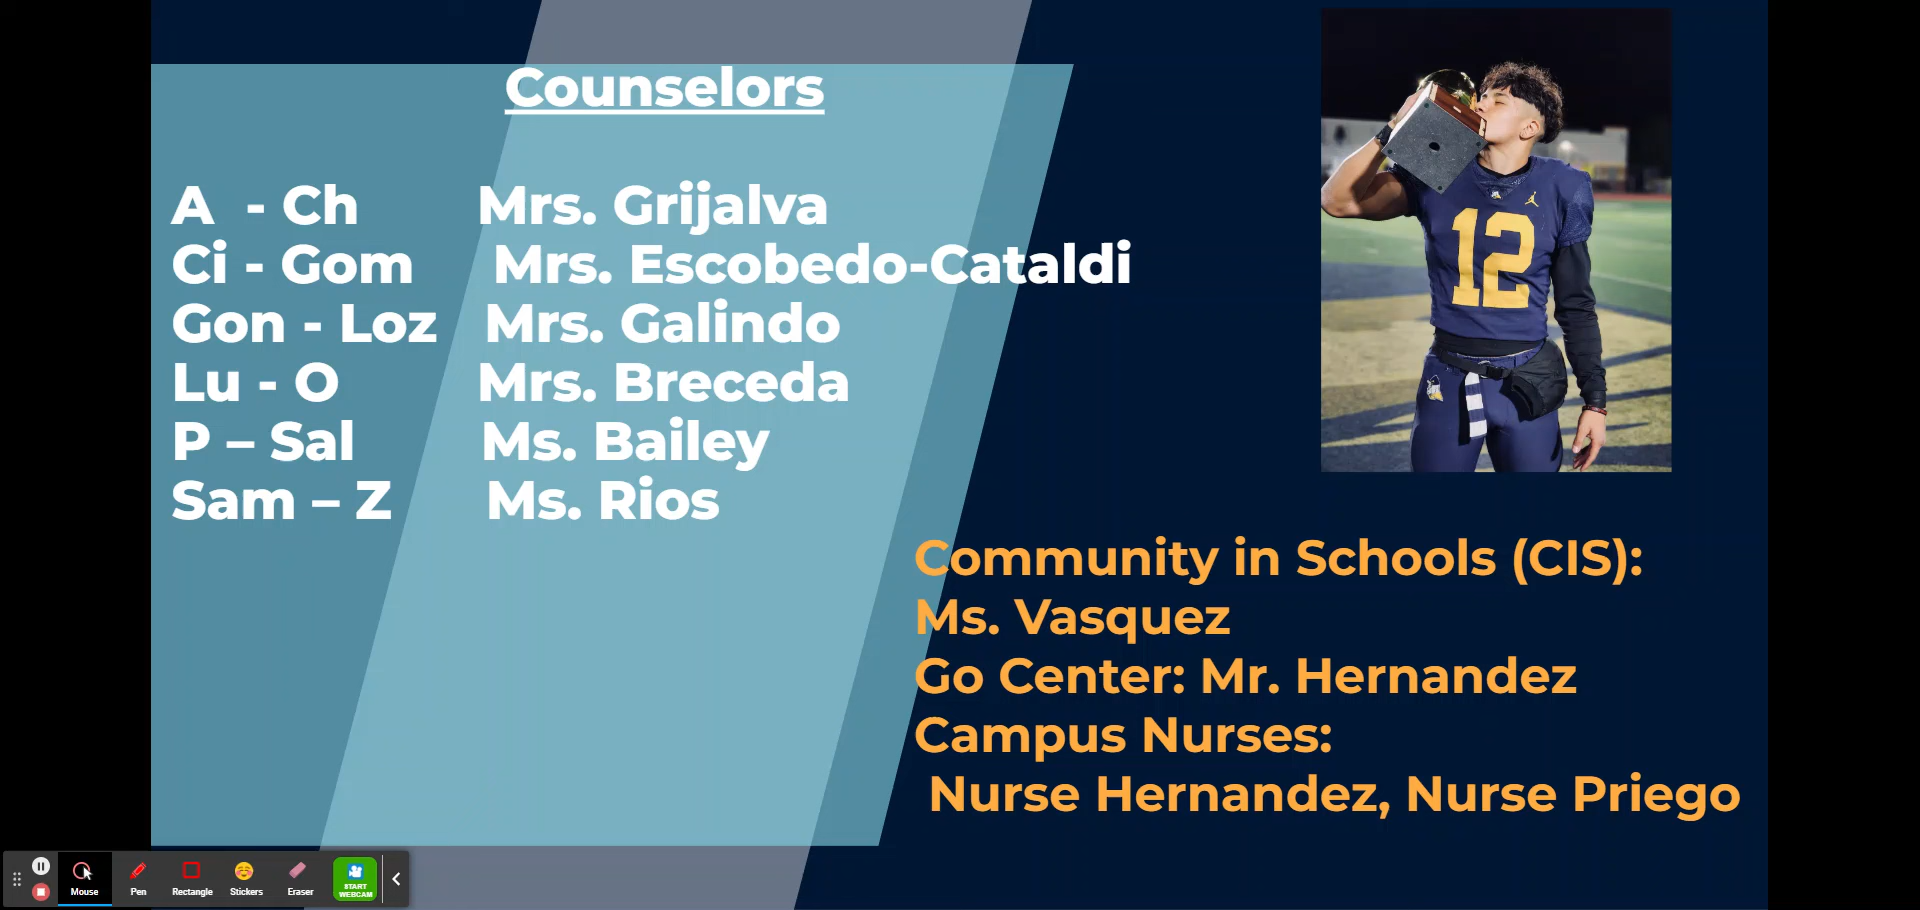 Counselors
A - Ch Mrs. Grijalva
Ci - Gom Mrs. Escobedo-Cataldi
Gon - Loz Mrs. Galindo
Lu - O Mrs. Breceda
P – Sal Ms. Bailey
Sam – Z Ms. Rios
12
Community in Schools (CIS):
Ms. Vasquez
Go Center: Mr. Hernandez
Campus Nurses:
Nurse Hernandez, Nurse Priego
Mouse
Pen
Rectangle
Stickers
Eraser
START
WEBCAM